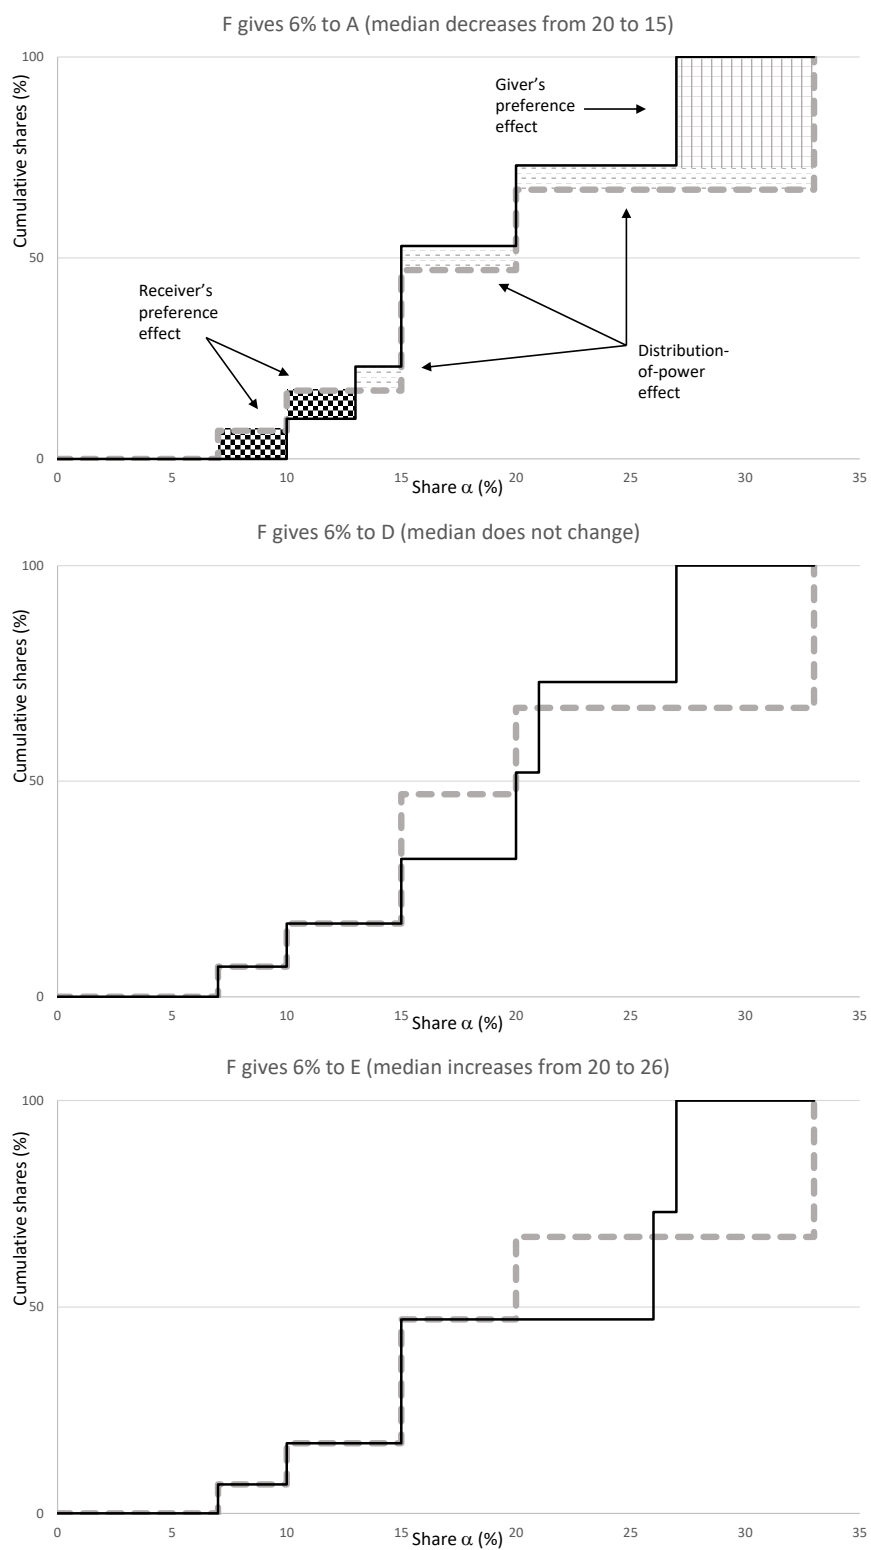 F gives 6% to A (median decreases from 20 to 15)
Cumulative shares (%)
100
50
0
Giver's
preference
effect
Receiver's
preference
effect
Distribution-
of-power
effect
0 5 10 15 20 25 30 35
Share α (%)
F gives 6% to D (median does not change)
Cumulative shares (%)
100
50
0
0 5 10 15 20 25 30 35
Share α (%)
F gives 6% to E (median increases from 20 to 26)
Cumulative shares (%)
100
50
0
0 5 10 15 20 25 30 35
Share α (%)